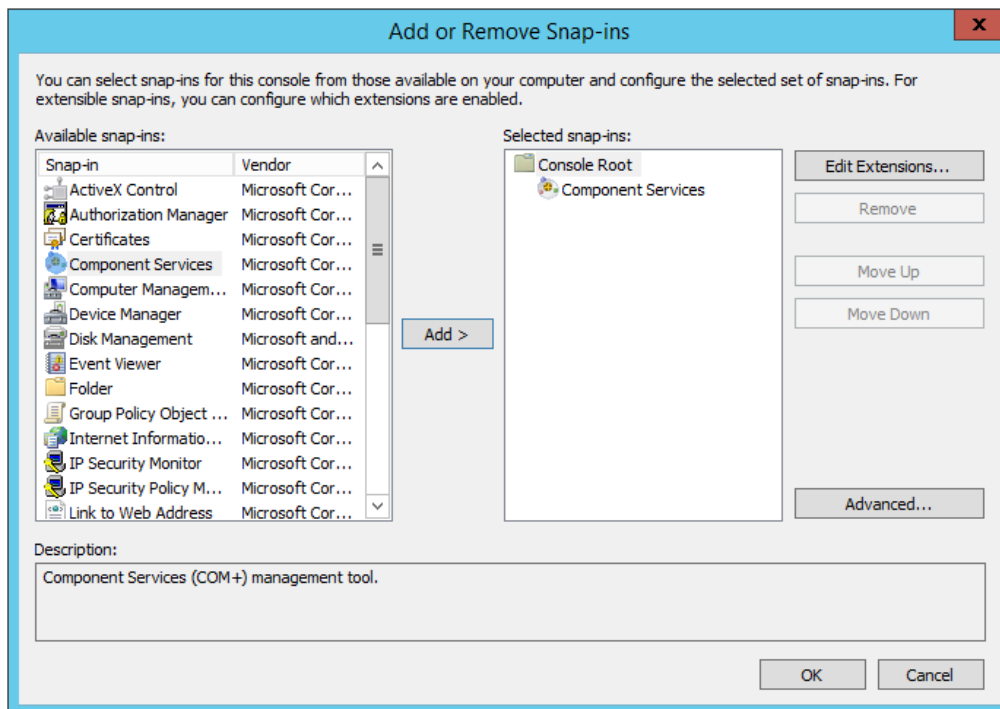 Add or Remove Snap-ins
x
You can select snap-ins for this console from those available on your computer and configure the selected set of snap-ins. For
extensible snap-ins, you can configure which extensions are enabled.
Available snap-ins:
Snap-in Vendor
ActiveX Control Microsoft Cor...
Authorization Manager Microsoft Cor...
Certificates Microsoft Cor...
Component Services Microsoft Cor...
Computer Managem... Microsoft Cor...
Device Manager Microsoft Cor...
Disk Management Microsoft and...
Event Viewer Microsoft Cor...
Folder Microsoft Cor...
Group Policy Object ... Microsoft Cor...
Internet Informatio... Microsoft Cor...
IP Security Monitor Microsoft Cor...
IP Security Policy M... Microsoft Cor...
Link to Web Address Microsoft Cor...
Add >
Selected snap-ins:
Console Root
Component Services
Edit Extensions...
Remove
Move Up
Move Down
Advanced...
Description:
Component Services (COM+) management tool.
OK
Cancel